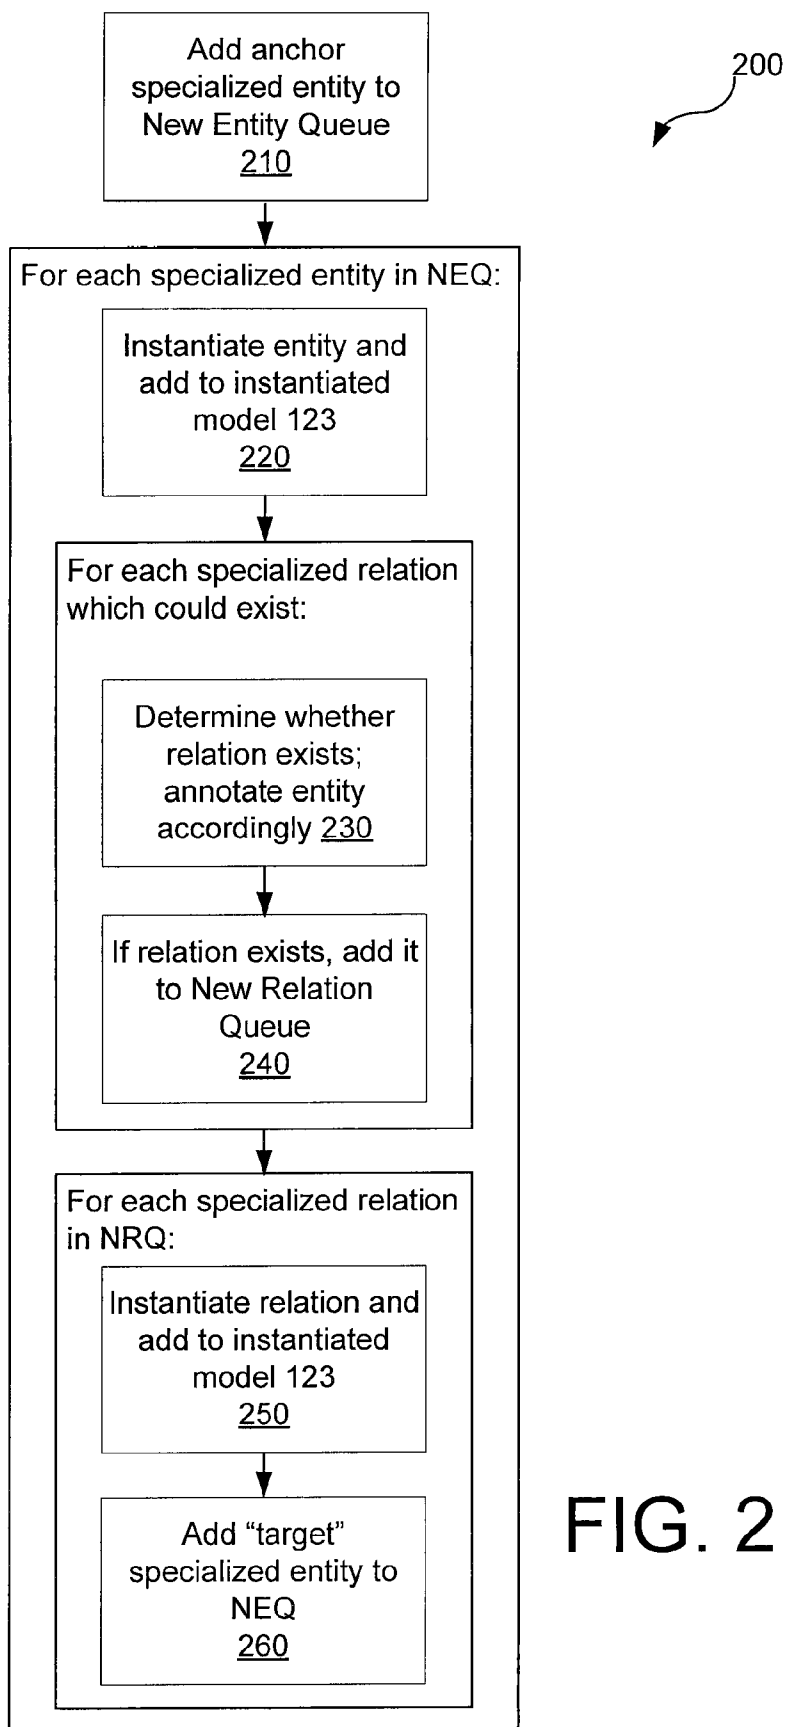 Add anchor
specialized entity to
New Entity Queue
210
200
For each specialized entity in NEQ:
Instantiate entity and
add to instantiated
model 123
220
For each specialized relation
which could exist:
Determine whether
relation exists;
annotate entity
accordingly 230
If relation exists, add it
to New Relation
Queue
240
For each specialized relation
in NRQ:
Instantiate relation and
add to instantiated
model 123
250
Add “target”
specialized entity to
NEQ
260
FIG. 2